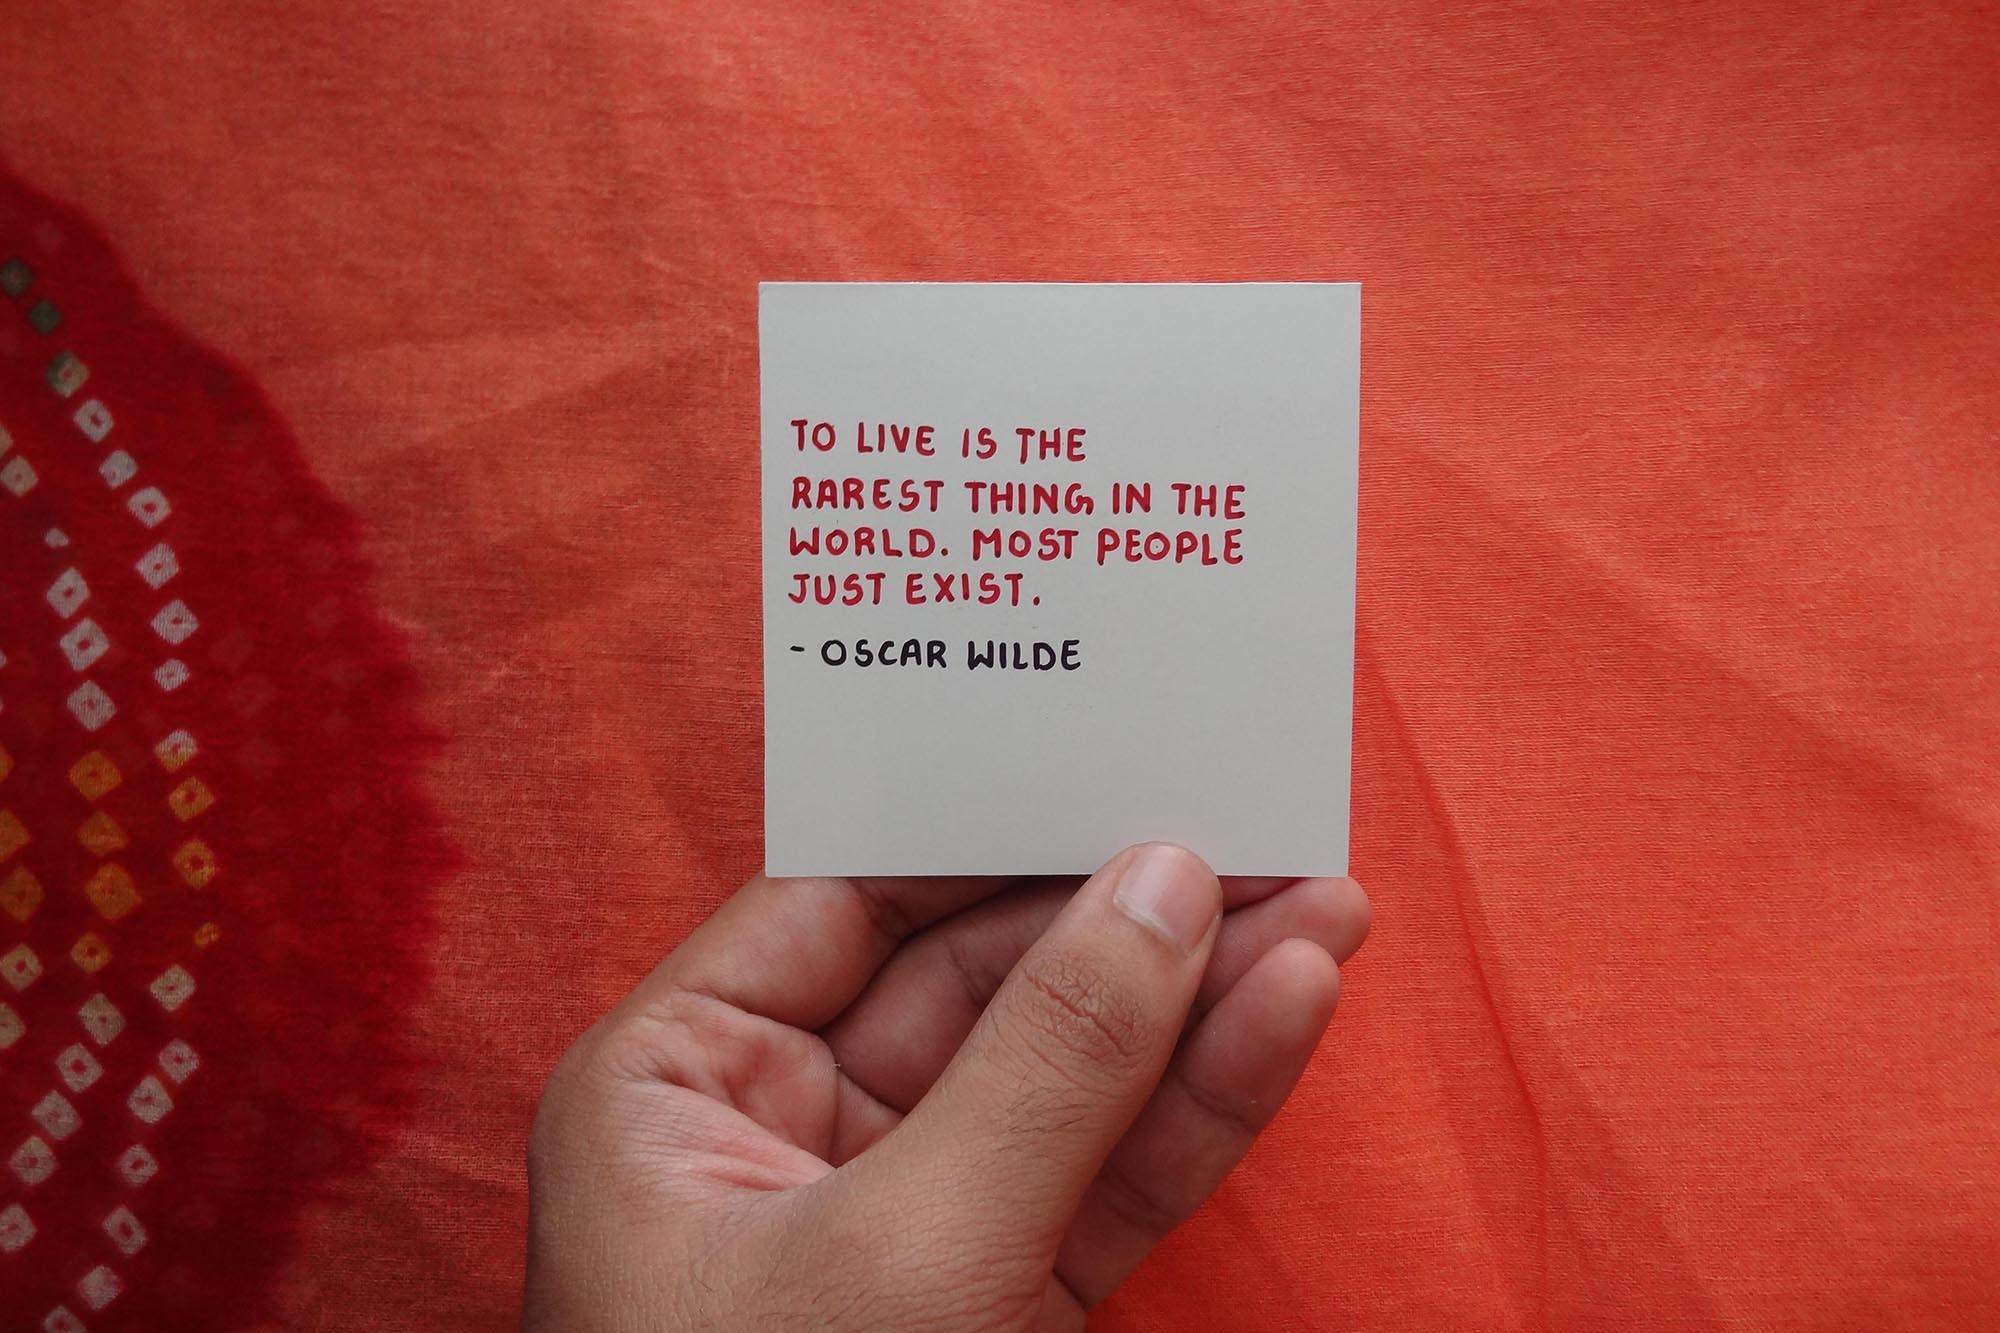 TO LIVE IS THE
RAREST THING IN THE
WORLD. MOST PEOPLE
JUST EXIST.
- OSCAR WILDE